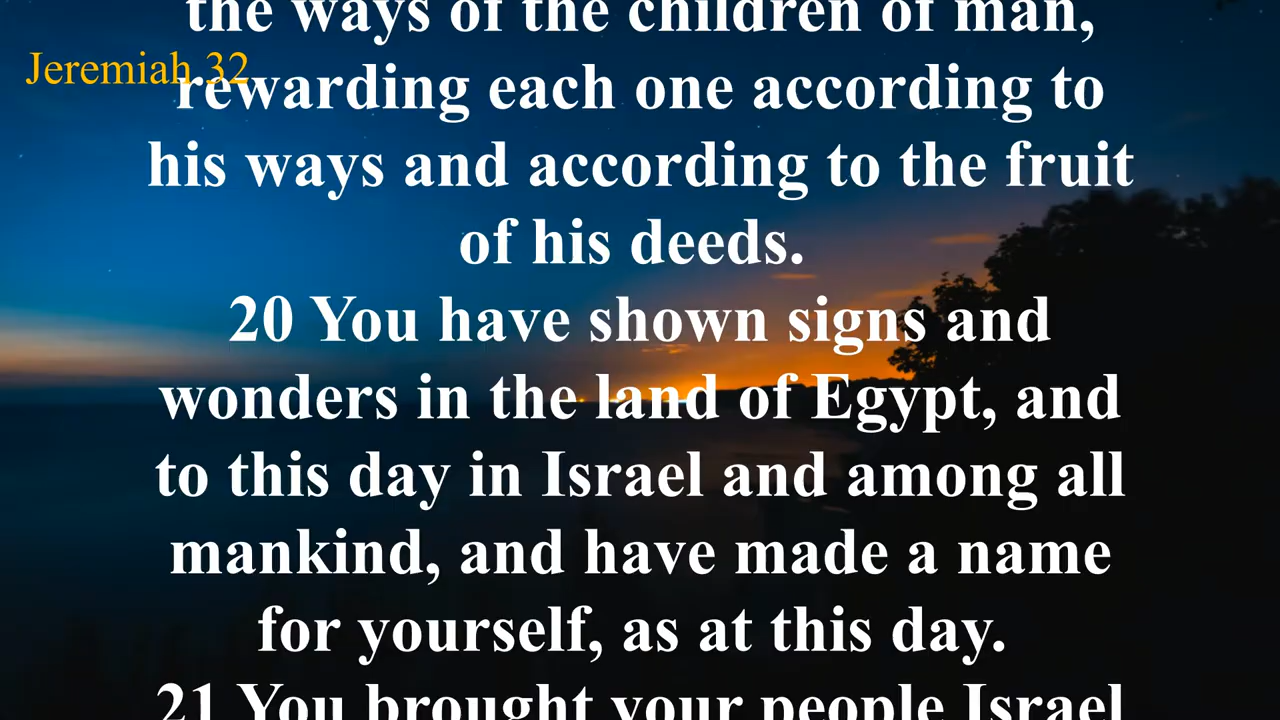 the ways of the children of man,
Jeremiah 32
rewarding each one according to
his ways and according to the fruit
of his deeds.
20 You have shown signs and
wonders in the land of Egypt, and
to this day in Israel and among all
mankind, and have made a name
for yourself, as at this day.
21 You brought your people Israel